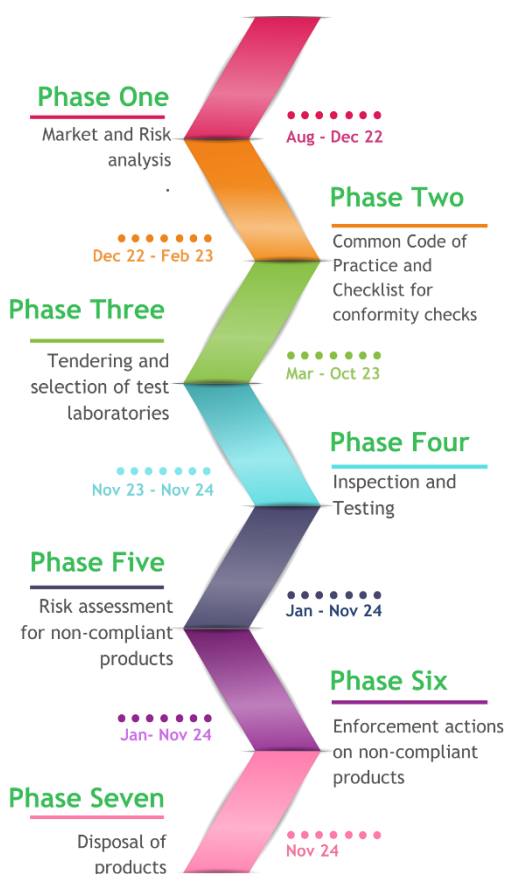 Phase One
Market and Risk
analysis
.
Aug - Dec 22
Phase Two
Common Code of
Practice and
Checklist for
conformity checks
Dec 22 - Feb 23
Phase Three
Tendering and
selection of test
laboratories
Mar - Oct 23
Phase Four
Inspection and
Testing
Nov 23 - Nov 24
Phase Five
Risk assessment
for non-compliant
products
Jan - Nov 24
Phase Six
Enforcement actions
on non-compliant
products
Jan- Nov 24
Phase Seven
Disposal of
products
Nov 24